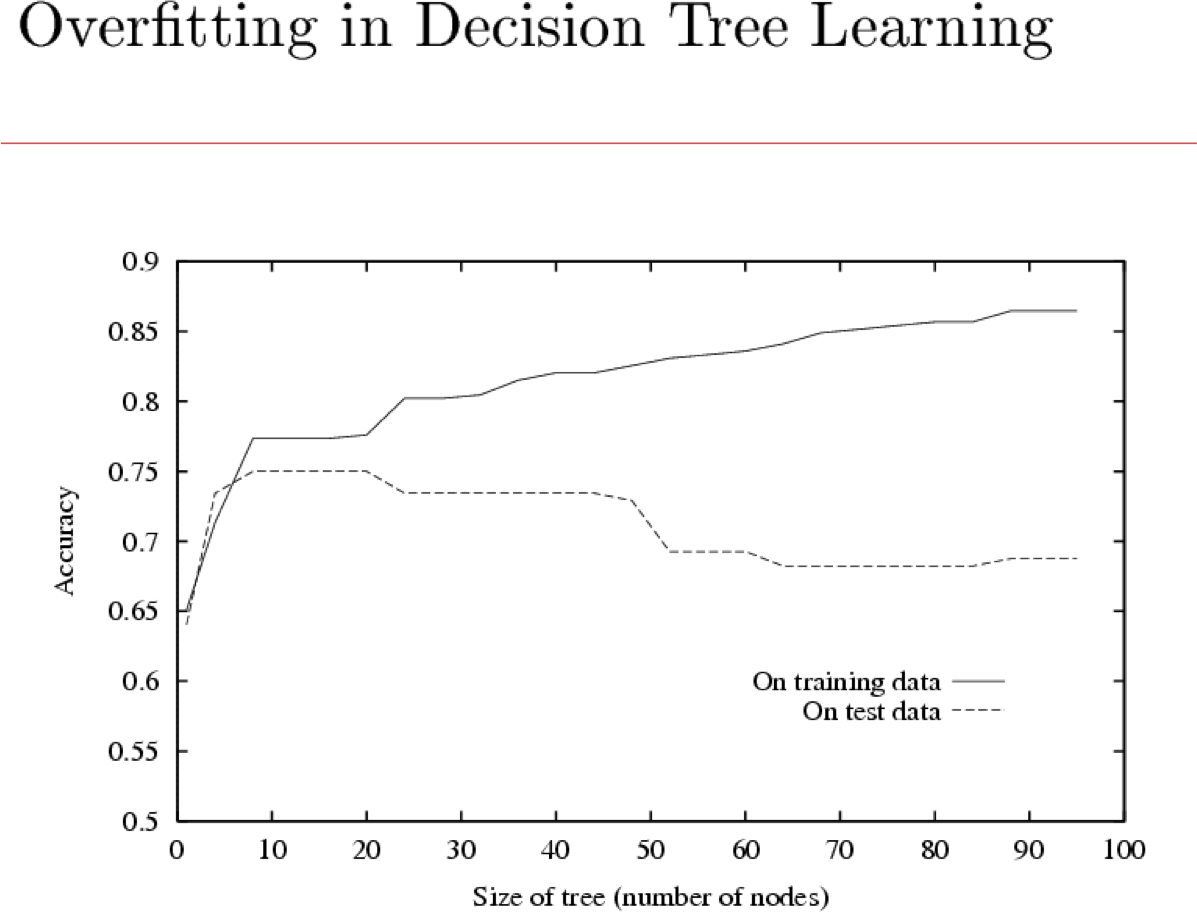 Overfitting in Decision Tree Learning
0.9
0.85
0.8
0.75
0.7
0.65
0.6
0.55
0.5
Accuracy
On training data
On test data
0 10 20 30 40 50 60 70 80 90 100
Size of tree (number of nodes)